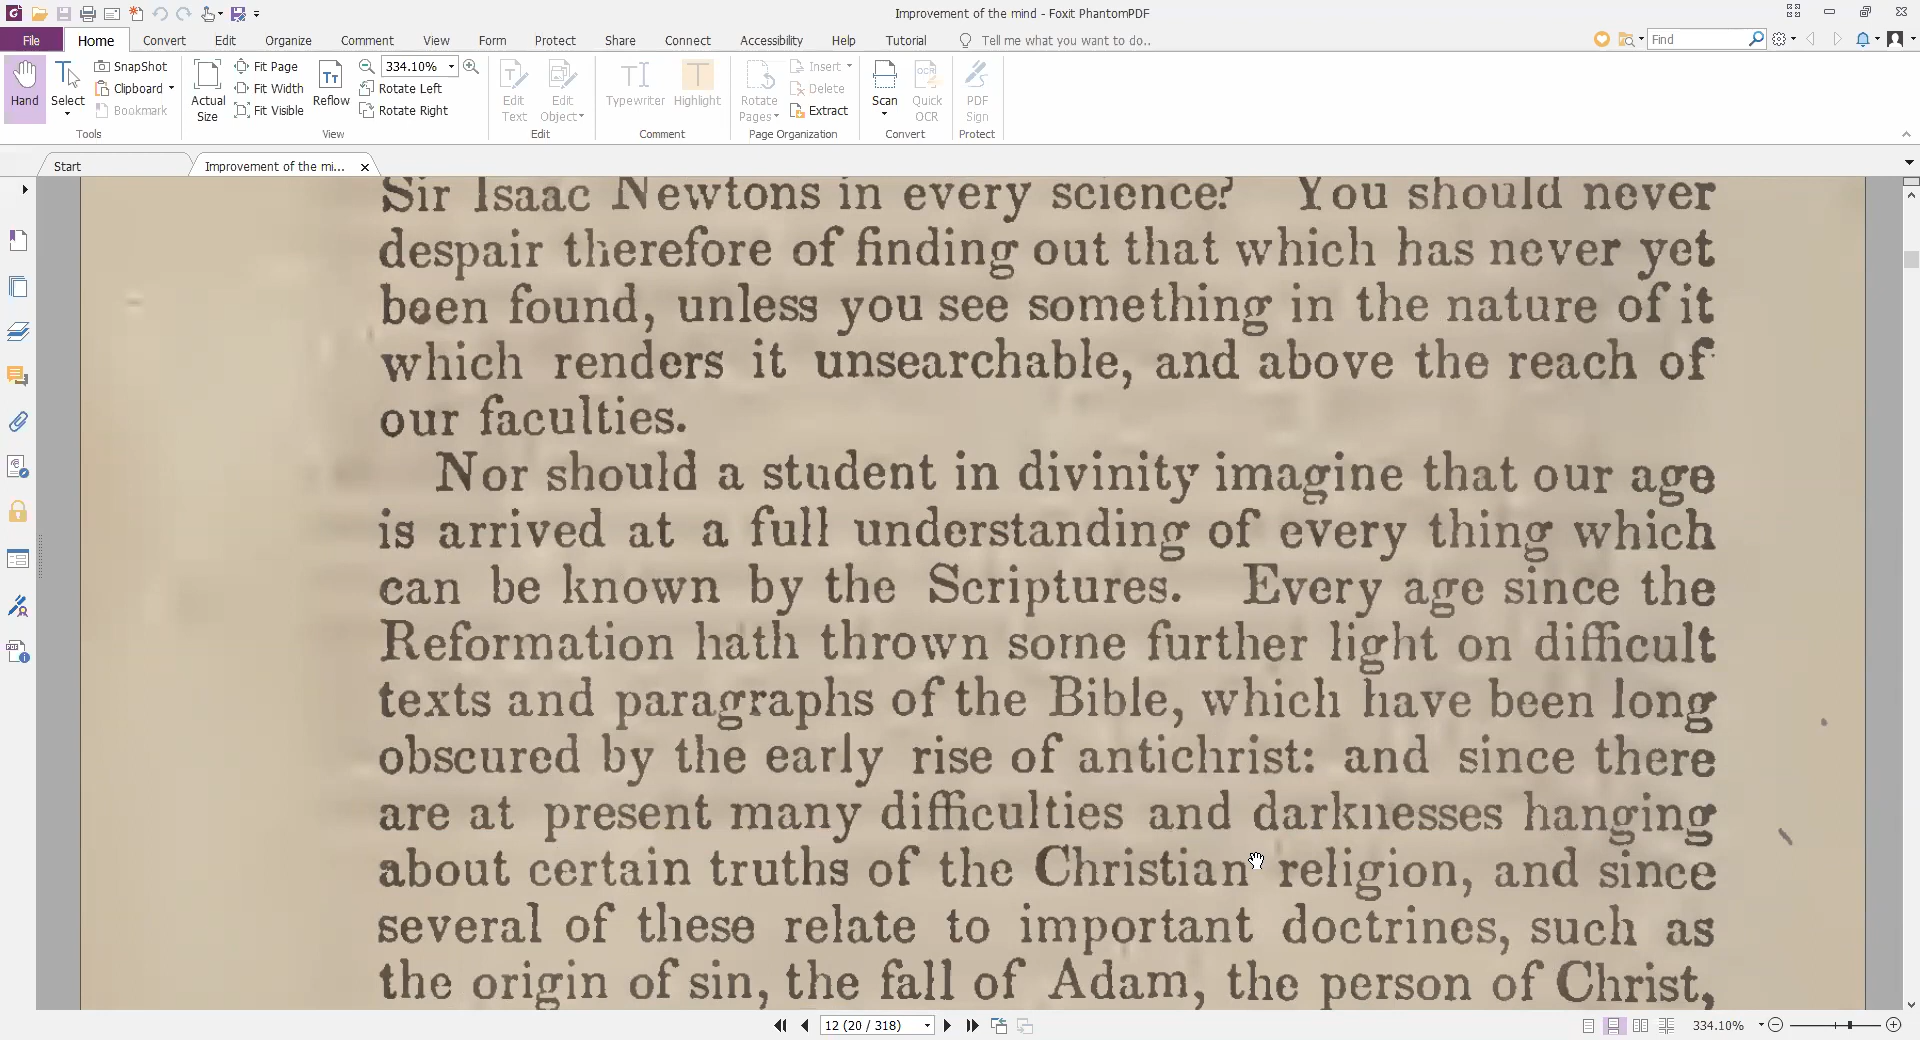 Improvement of the mind - Foxit PhantomPDF
File Home Convert Edit Organize Comment View Form Protect Share Connect Accessibility Help Tutorial Tell me what you want to do.. Find
Hand Select SnapShot Clipboard Bookmark
Tools
Actual Size Fit Page Fit Width Fit Visible Reflow 334.10% Rotate Left Rotate Right
View
Edit Text Edit Object
Edit
Typewriter Highlight
Comment
Rotate Pages Insert Delete Extract
Page Organization
Scan Quick OCR
Convert
PDF Sign
Protect
Start Improvement of the mi...
Sir Isaac Newtons in every science? You should never
despair therefore of finding out that which has never yet
been found, unless you see something in the nature of it
which renders it unsearchable, and above the reach of
our faculties.
Nor should a student in divinity imagine that our age
is arrived at a full understanding of every thing which
can be known by the Scriptures. Every age since the
Reformation hath thrown some further light on difficult
texts and paragraphs of the Bible, which have been long
obscured by the early rise of antichrist: and since there
are at present many difficulties and darknesses hanging
about certain truths of the Christian religion, and since
several of these relate to important doctrines, such as
the origin of sin, the fall of Adam, the person of Christ,
12 (20 / 318) 334.10%